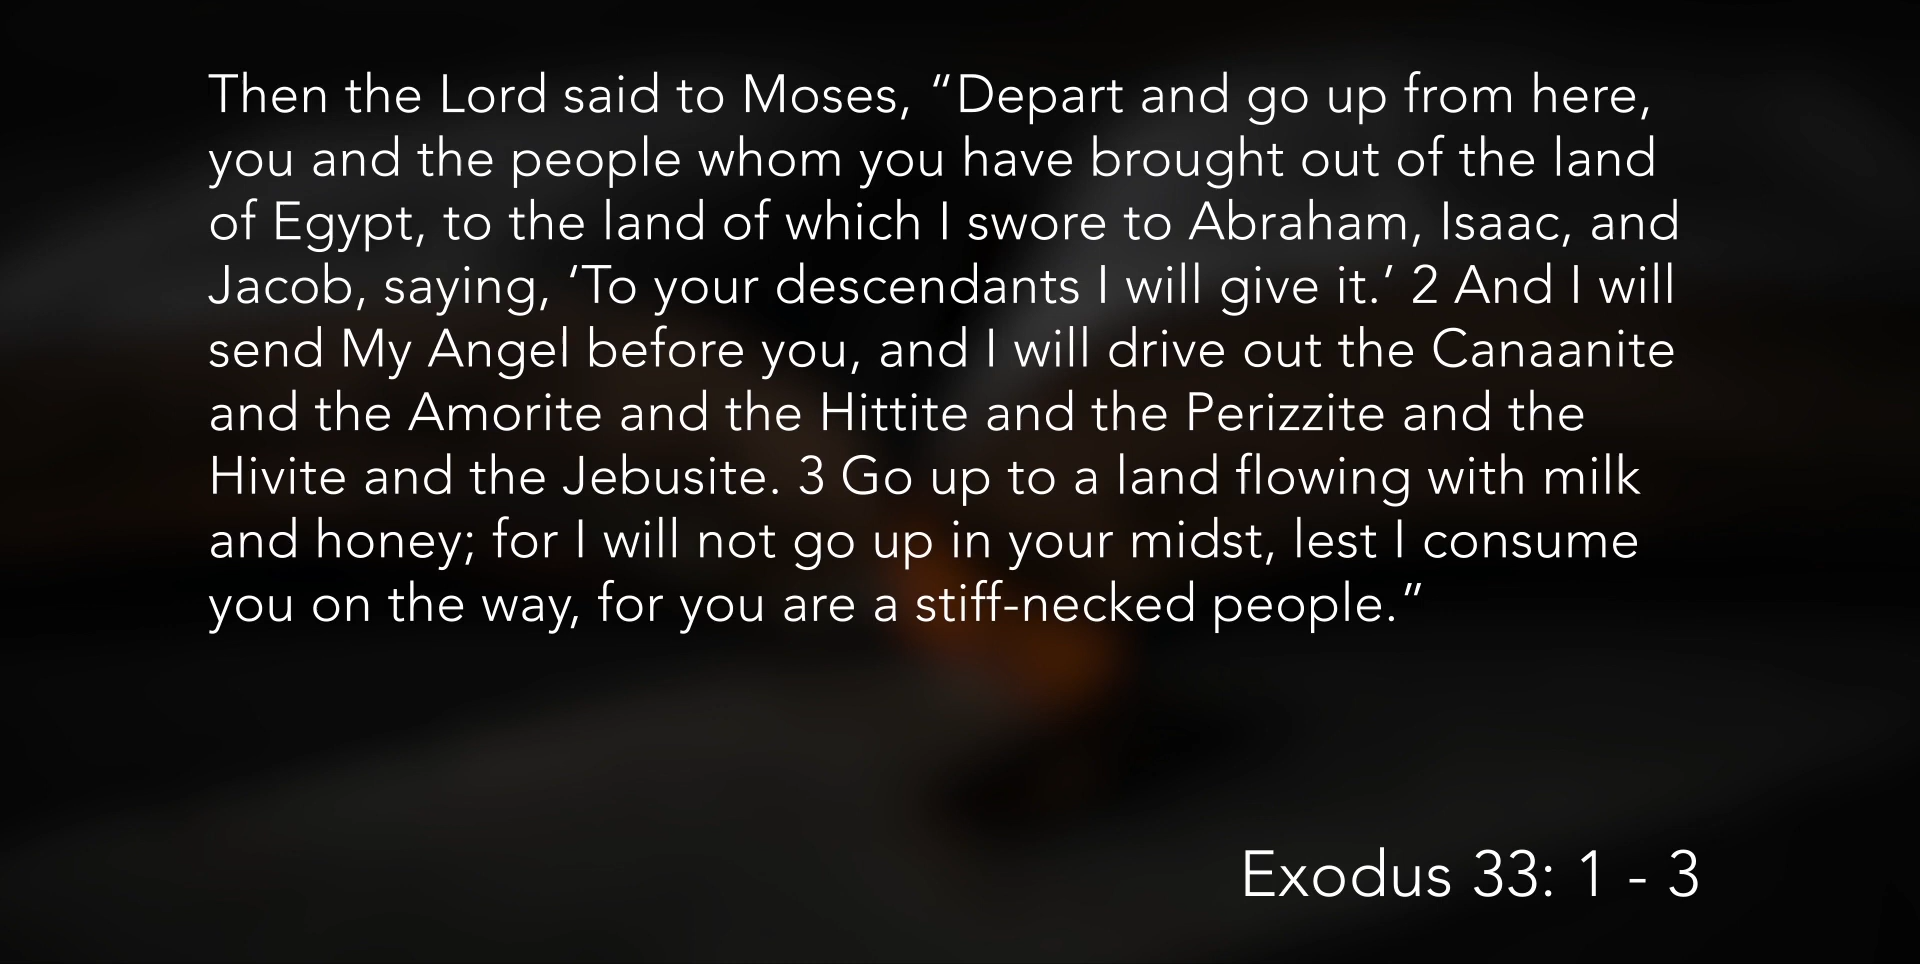 Then the Lord said to Moses, “Depart and go up from here,
you and the people whom you have brought out of the land
of Egypt, to the land of which I swore to Abraham, Isaac, and
Jacob, saying, ‘To your descendants I will give it.’ 2 And I will
send My Angel before you, and I will drive out the Canaanite
and the Amorite and the Hittite and the Perizzite and the
Hivite and the Jebusite. 3 Go up to a land flowing with milk
and honey; for I will not go up in your midst, lest I consume
you on the way, for you are a stiff-necked people.”
Exodus 33: 1 - 3